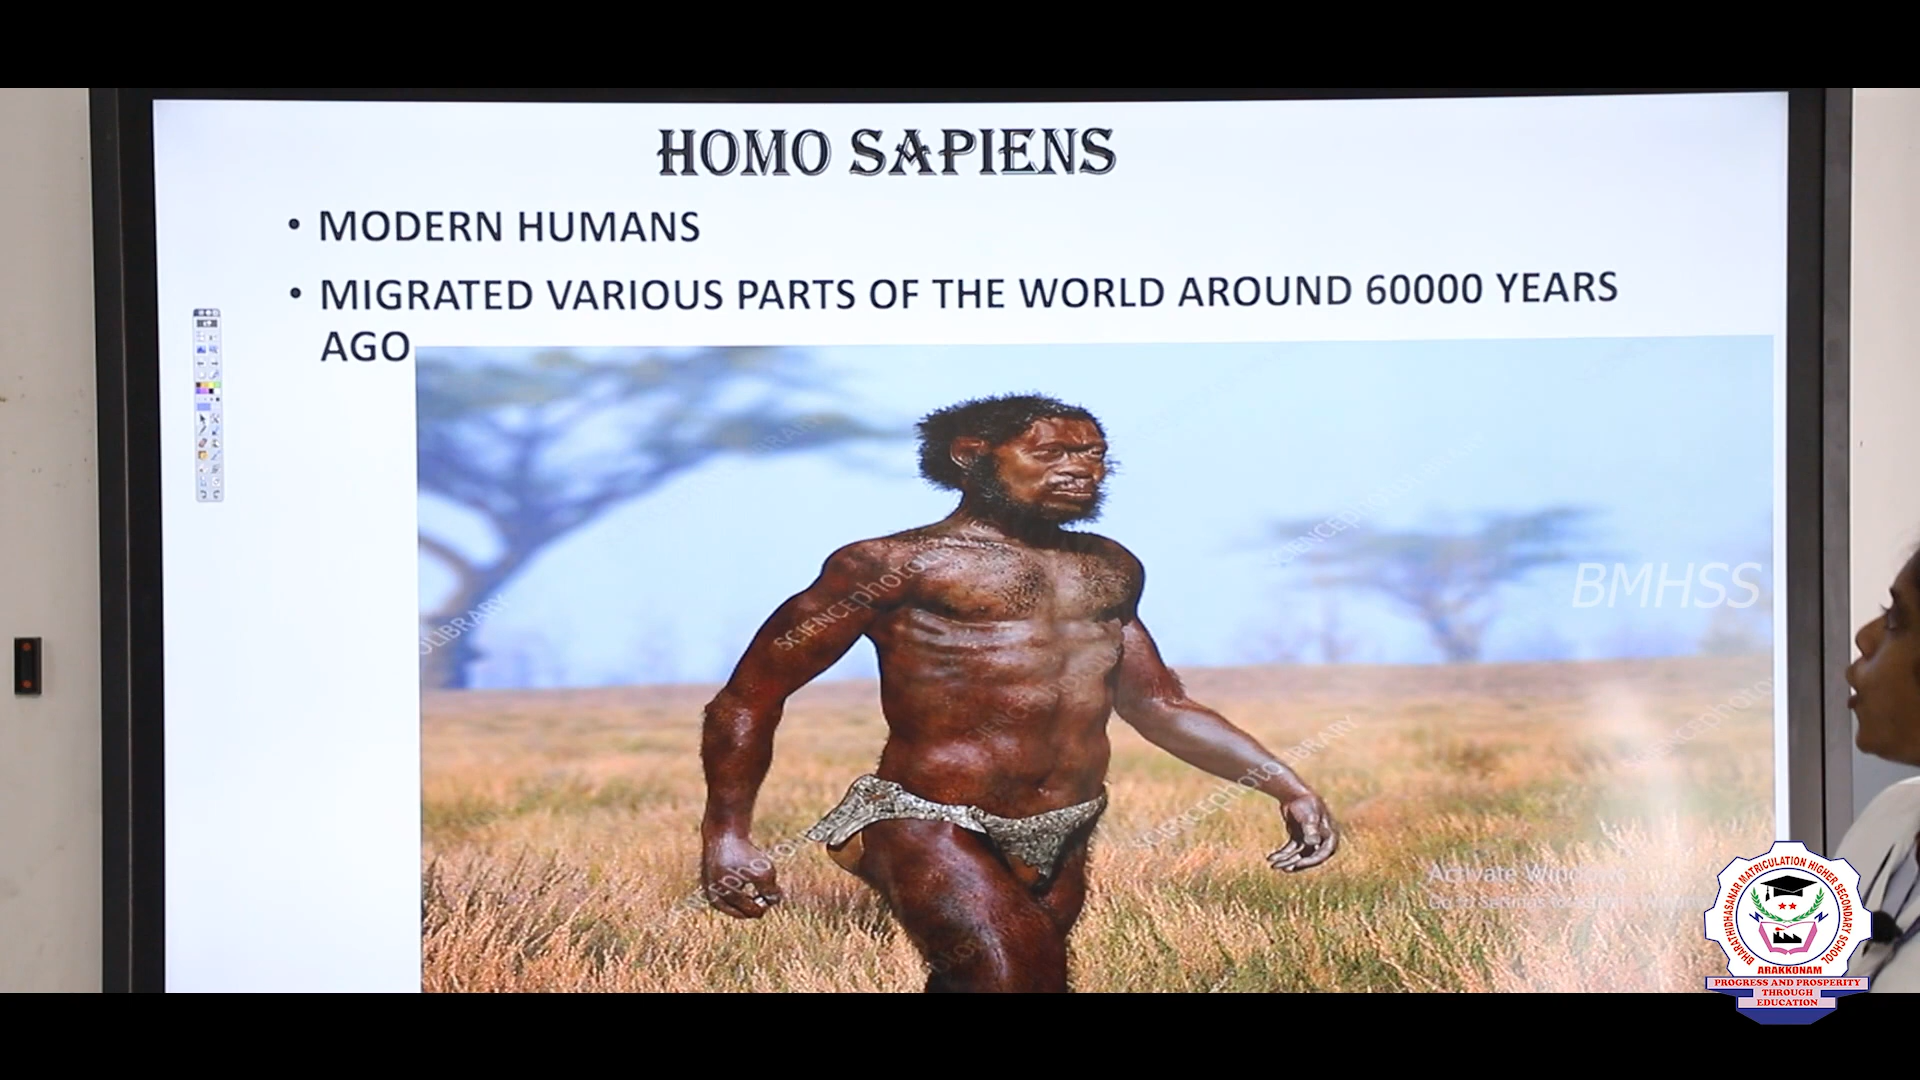 HOMO SAPIENS
• MODERN HUMANS
• MIGRATED VARIOUS PARTS OF THE WORLD AROUND 60000 YEARS
AGO
SCIENCEphotoLIBRARY
BMHSS
Activate Windows
BHARATHIDHASANAR MATRICULATION HIGHER SECONDARY SCHOOL
ARAKKONAM
PROGRESS AND PROSPERITY
THROUGH
EDUCATION